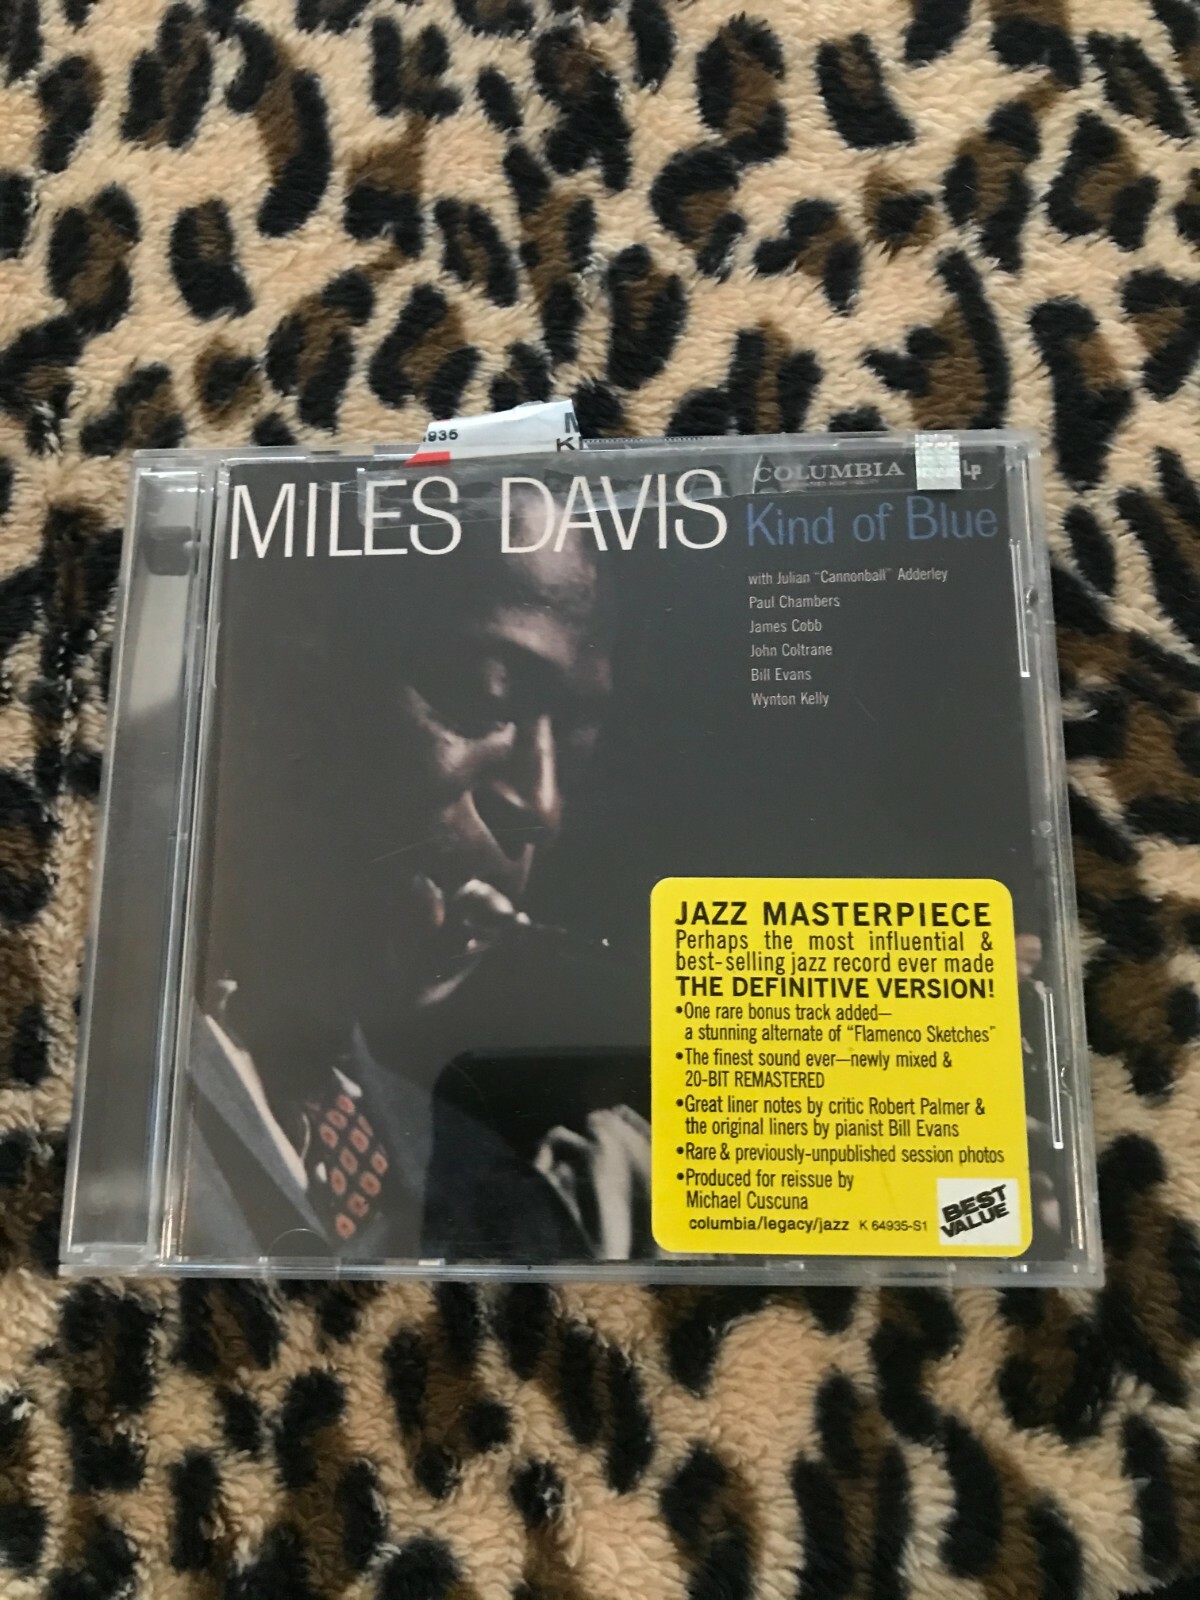 935
M
K
MILES DAVIS
COLUMBIA
Lp
Kind of Blue
with Julian "Cannonball" Adderley
Paul Chambers
James Cobb
John Coltrane
Bill Evans
Wynton Kelly
JAZZ MASTERPIECE
Perhaps the most influential &
best-selling jazz record ever made
THE DEFINITIVE VERSION!
•One rare bonus track added—
a stunning alternate of "Flamenco Sketches"
•The finest sound ever—newly mixed &
20-BIT REMASTERED
•Great liner notes by critic Robert Palmer &
the original liners by pianist Bill Evans
•Rare & previously-unpublished session photos
•Produced for reissue by
Michael Cuscuna
columbia/legacy/jazz K 64935-S1
BEST
VALUE